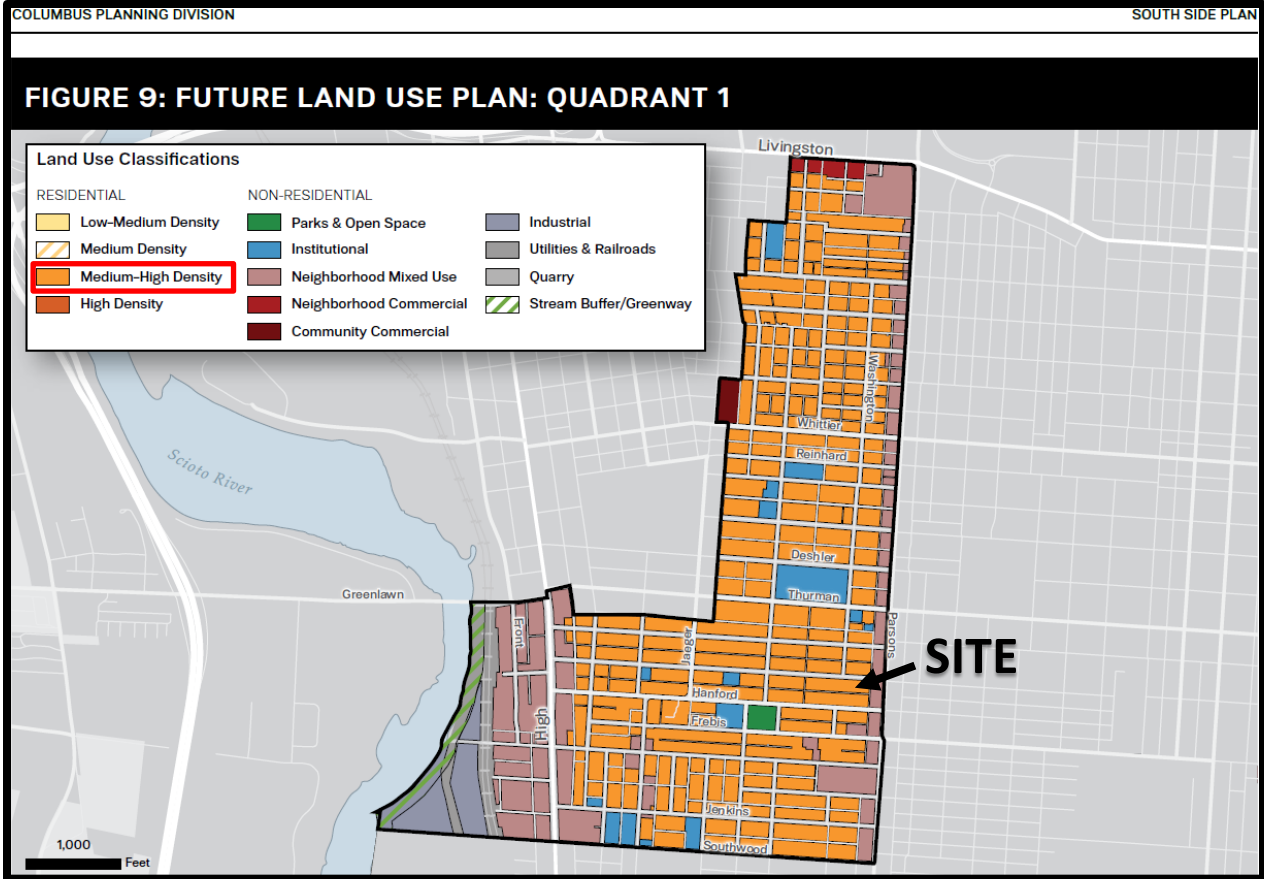 COLUMBUS PLANNING DIVISION
SOUTH SIDE PLAN
FIGURE 9: FUTURE LAND USE PLAN: QUADRANT 1
Land Use Classifications
RESIDENTIAL
Low-Medium Density
Medium Density
Medium-High Density
High Density
NON-RESIDENTIAL
Parks & Open Space
Institutional
Neighborhood Mixed Use
Neighborhood Commercial
Community Commercial
Industrial
Utilities & Railroads
Quarry
Stream Buffer/Greenway
Livingston
Washington
Whittier
Reinhard
Scioto River
Deshler
Thurman
Greenlawn
Front
Jaeger
Parsons
SITE
Hanford
Frebis
High
Jenkins
Southwood
1,000
Feet